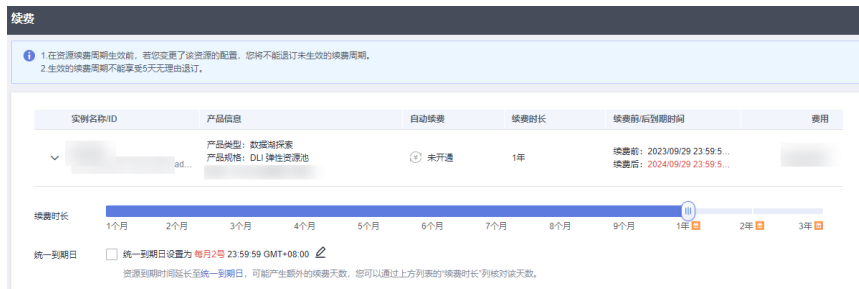 续费
1.在资源续费周期生效前，若您变更了该资源的配置，您将不能退订未生效的续费周期。
2.生效的续费周期不能享受5天无理由退订。
实例名称/ID 产品信息 自动续费 续费时长 续费前/后到期时间 费用
产品类型：数据湖探索
ad... 产品规格：DLI 弹性资源池 未开通 1年 续费前：2023/09/29 23:59:5...
续费后：2024/09/29 23:59:5...
续费时长
1个月 2个月 3个月 4个月 5个月 6个月 7个月 8个月 9个月 1年 2年 3年
统一到期日 统一到期日设置为 每月2号 23:59:59 GMT+08:00
资源到期时间延长至统一到期日，可能产生额外的续费天数，您可以通过上方列表的“续费时长”列核对该天数。